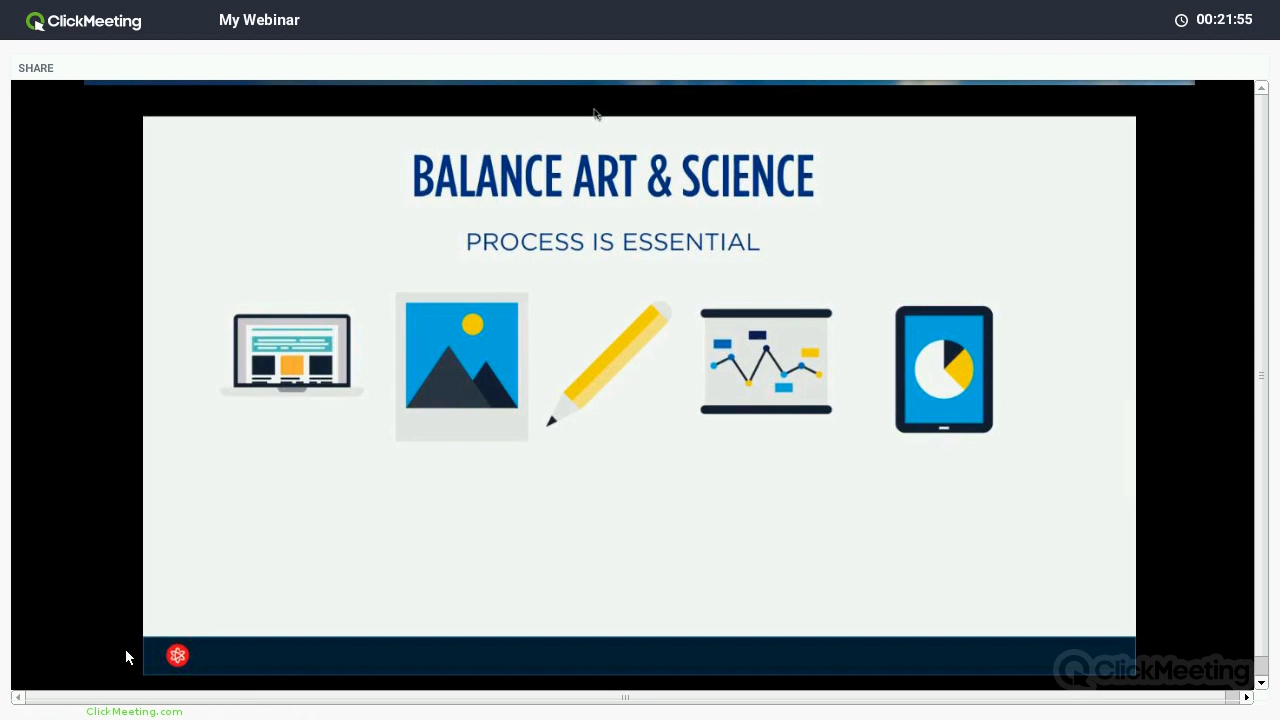 ClickMeeting
My Webinar
00:21:55
SHARE
BALANCE ART & SCIENCE
PROCESS IS ESSENTIAL
ClickMeeting
ClickMeeting.com